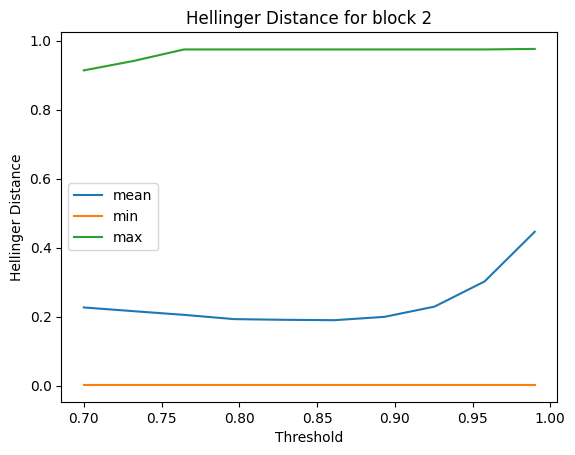 Hellinger Distance for block 2
Hellinger Distance
1.0
0.8
0.6
0.4
0.2
0.0
mean
min
max
0.70 0.75 0.80 0.85 0.90 0.95 1.00
Threshold